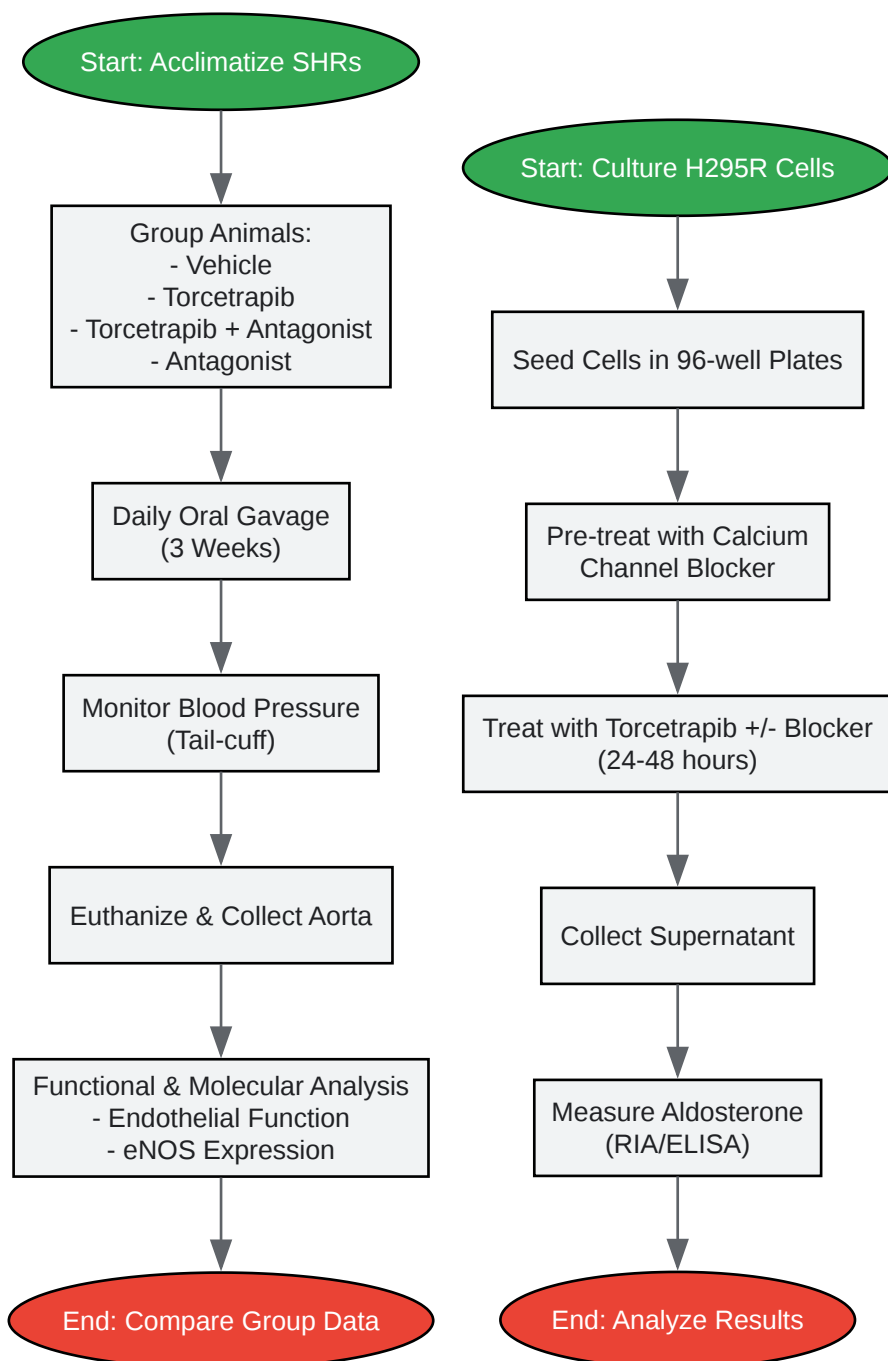 Start: Acclimatize SHRs
Group Animals:
- Vehicle
- Torcetrapib
- Torcetrapib + Antagonist
- Antagonist
Daily Oral Gavage
(3 Weeks)
Monitor Blood Pressure
(Tail-cuff)
Euthanize & Collect Aorta
Functional & Molecular Analysis
- Endothelial Function
- eNOS Expression
End: Compare Group Data
Start: Culture H295R Cells
Seed Cells in 96-well Plates
Pre-treat with Calcium
Channel Blocker
Treat with Torcetrapib +/- Blocker
(24-48 hours)
Collect Supernatant
Measure Aldosterone
(RIA/ELISA)
End: Analyze Results